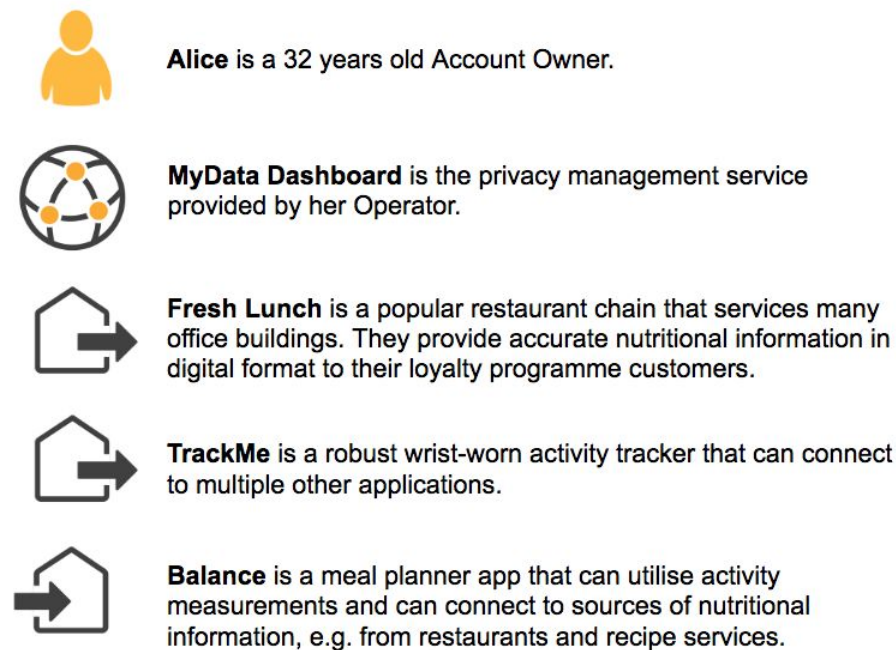 Alice is a 32 years old Account Owner.
MyData Dashboard is the privacy management service
provided by her Operator.
Fresh Lunch is a popular restaurant chain that services many
office buildings. They provide accurate nutritional information in
digital format to their loyalty programme customers.
TrackMe is a robust wrist-worn activity tracker that can connect
to multiple other applications.
Balance is a meal planner app that can utilise activity
measurements and can connect to sources of nutritional
information, e.g. from restaurants and recipe services.